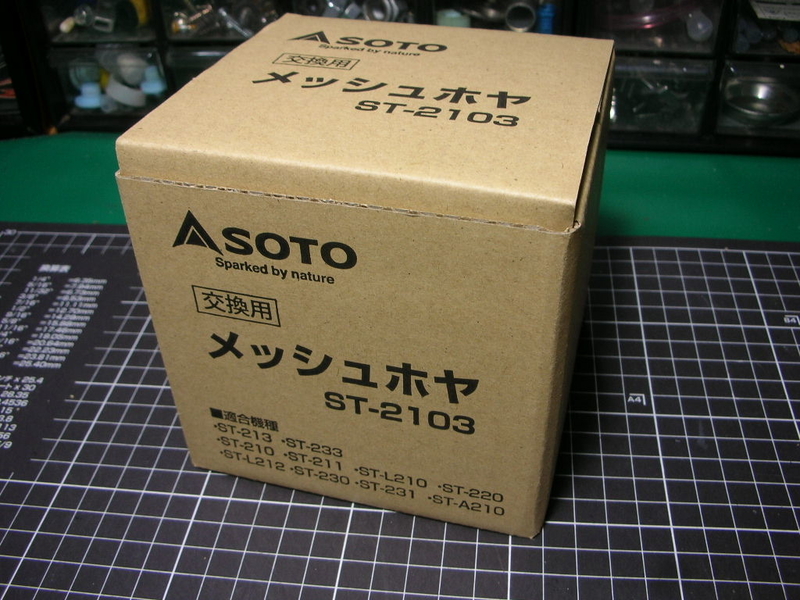 SOTO
Sparked by nature
交換用
メッシュホヤ
ST-2103
SOTO
Sparked by nature
交換用
メッシュホヤ
ST-2103
■適合機種
・ST-213 ・ST-233
・ST-210 ・ST-211 ・ST-L210 ・ST-220
・ST-L212 ・ST-230 ・ST-231 ・ST-A210
A4